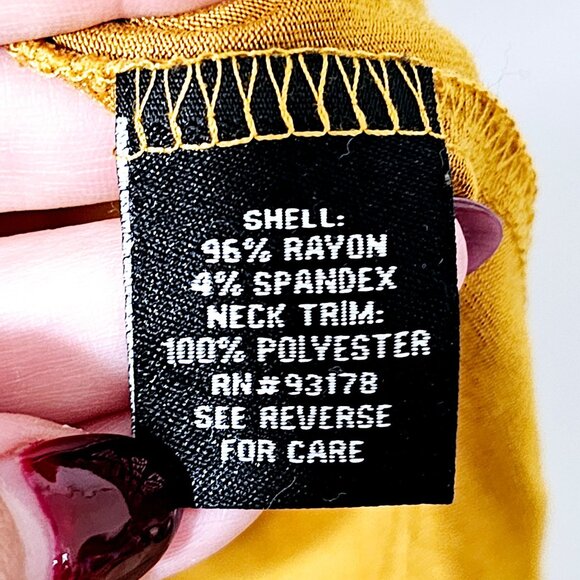 SHELL:
96% RAYON
4% SPANDEX
NECK TRIM:
100% POLYESTER
RN#93178
SEE REVERSE
FOR CARE